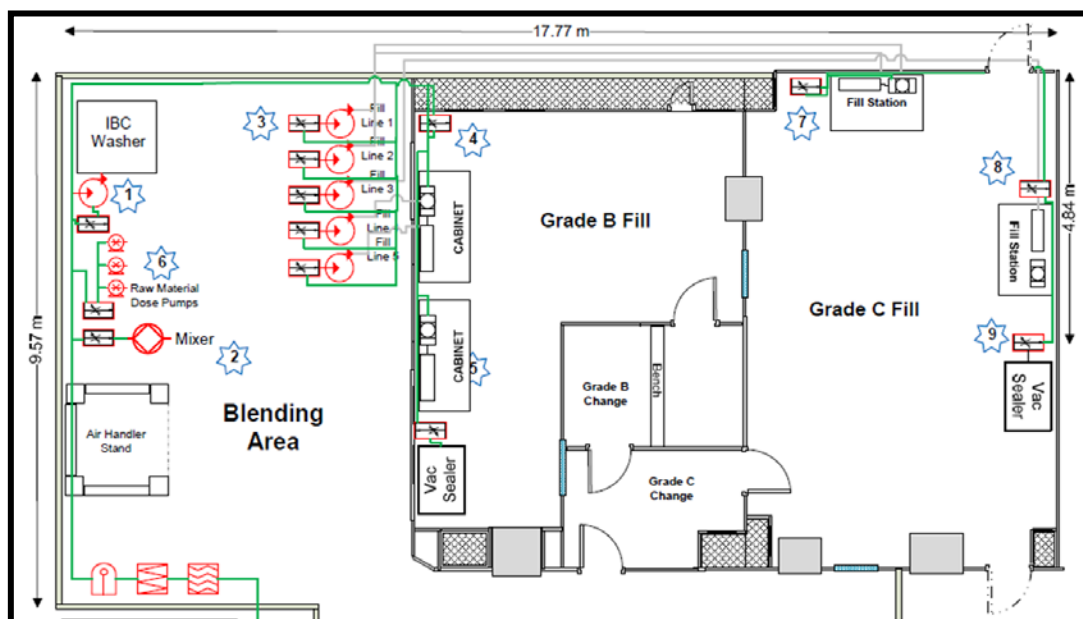 17.77 m
IBC
Washer
1
3
Fill
Line 1
Fill
Line 2
Fill
Line 3
Fill
Line
Fill
Line 5
4
CABINET
Grade B Fill
7
Fill Station
8
4.84 m
Fill Station
6
Raw Material
Dose Pumps
Mixer
2
9.57 m
Blending
Area
Air Handler
Stand
CABINET
5
Vac
Sealer
Grade B
Change
Bench
Grade C
Change
Grade C Fill
9
Vac
Sealer